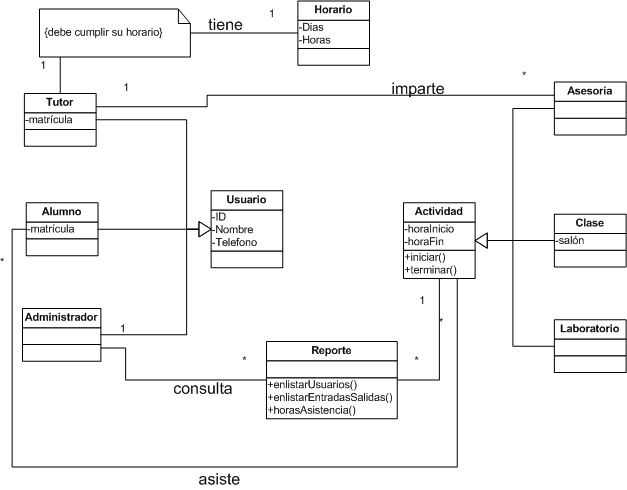 {debe cumplir su horario}
tiene
1
Horario
-Dias
-Horas
1
Tutor
-matrícula
1
imparte
*
Asesoría
Alumno
-matrícula
*
Usuario
-ID
-Nombre
-Telefono
Actividad
-horaInicio
-horaFin
+iniciar()
+terminar()
Clase
-salón
Administrador
1
consulta
*
Reporte
+enlistarUsuarios()
+enlistarEntradasSalidas()
+horasAsistencia()
*
1
*
Laboratorio
asiste